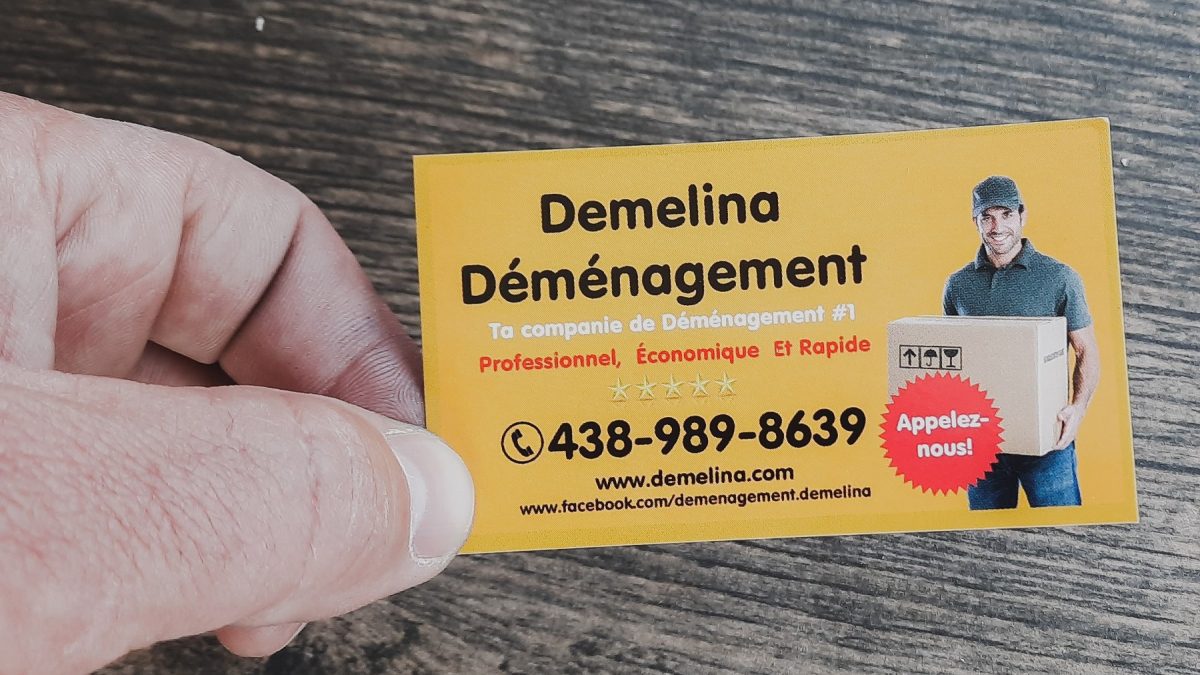 Demelina
Déménagement
Ta companie de Déménagement #1
Professionnel, Économique Et Rapide
438-989-8639
www.demelina.com
www.facebook.com/demenagement.demelina
Appelez-
nous!